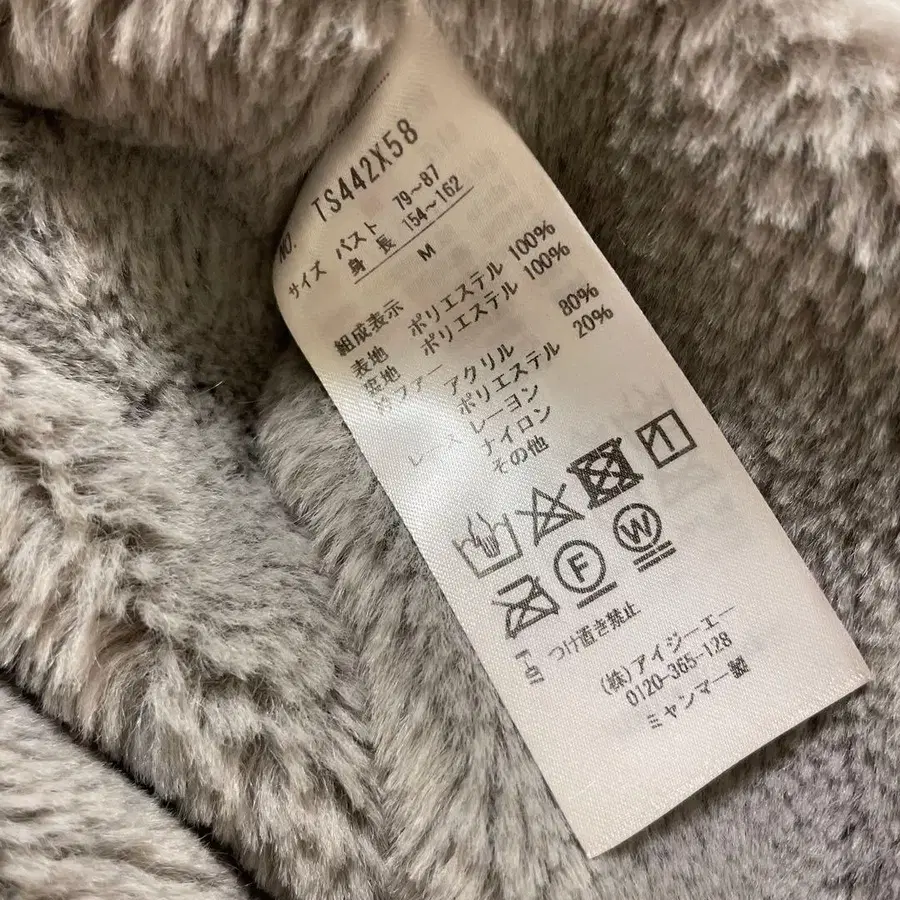 NO. TS442X58
サイズ バスト 79～87
身長 154～162
M
組成表示
表地 ポリエステル 100%
裏地 ポリエステル 100%
ファー アクリル 80%
ポリエステル 20%
レース レーヨン
ナイロン
その他
F W
つけ置き禁止
(株)アイジーエー
0120-365-128
ミャンマー製